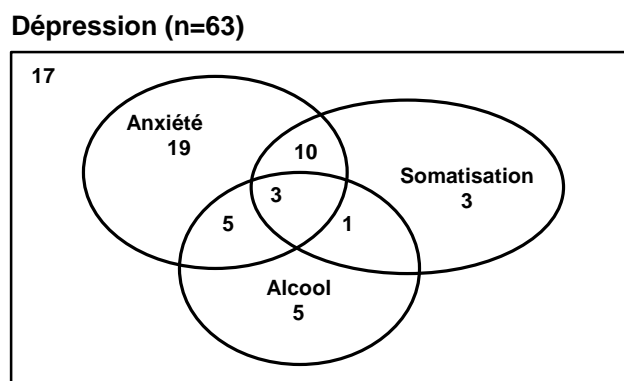 Dépression (n=63)
17
Anxiété
19
10
Somatisation
3
3
5
1
Alcool
5